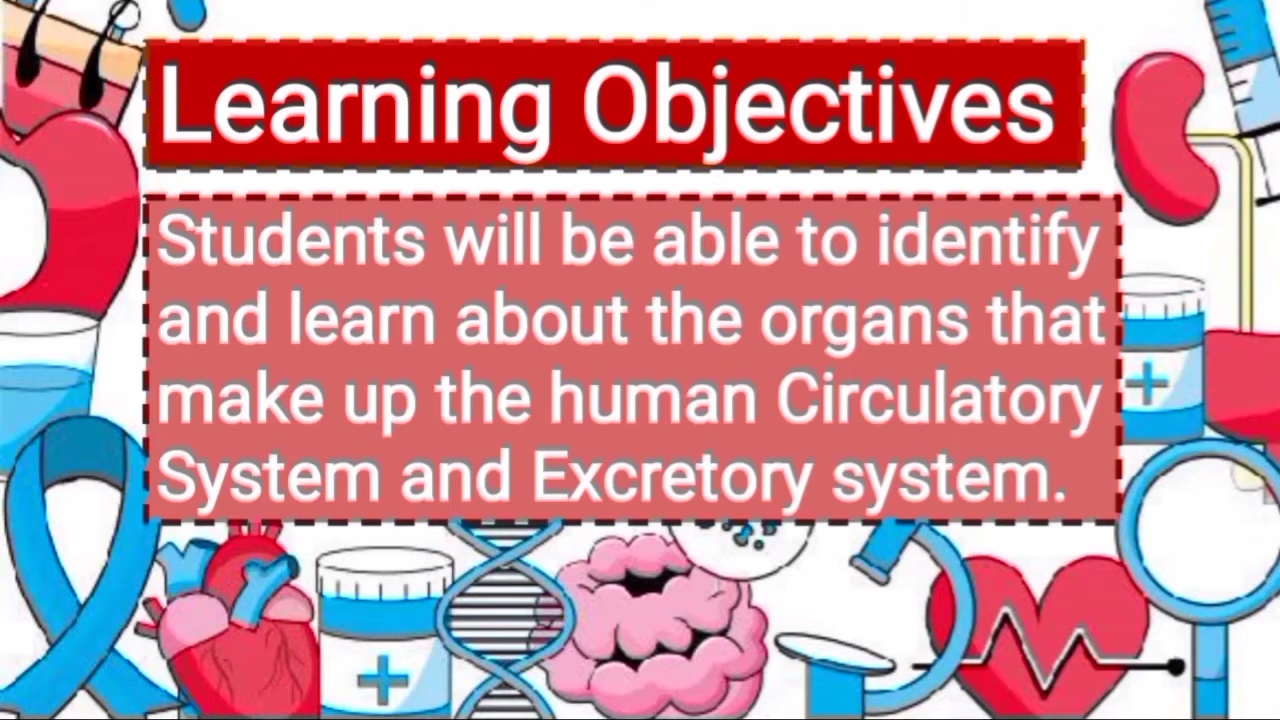 Learning Objectives
Students will be able to identify
and learn about the organs that
make up the human Circulatory
System and Excretory system.